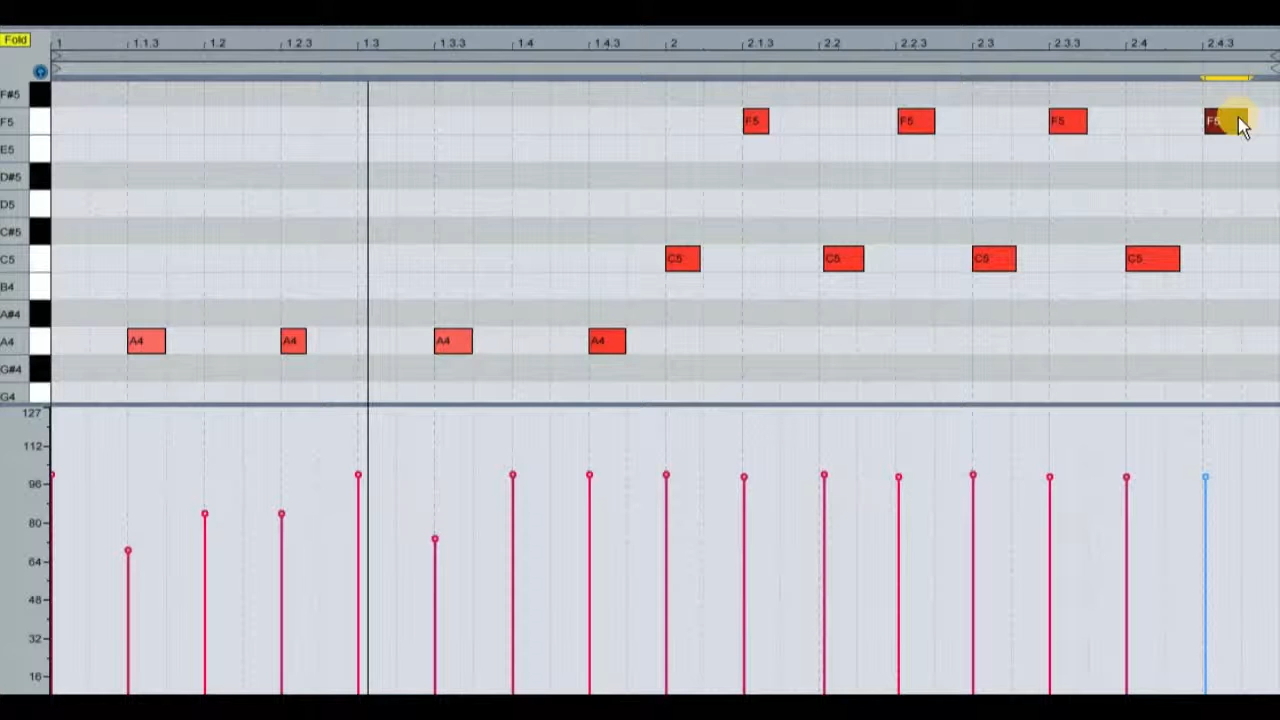 Fold
1 1.1.3 1.2 1.2.3 1.3 1.3.3 1.4 1.4.3 2 2.1.3 2.2 2.2.3 2.3 2.3.3 2.4 2.4.3
F#5
F5 F5 F5 F5 F5
E5
D#5
D5
C#5
C5 C5 C5 C5 C5
B4
A#4
A4 A4 A4 A4 A4
G#4
G4
127
112
96
80
64
48
32
16